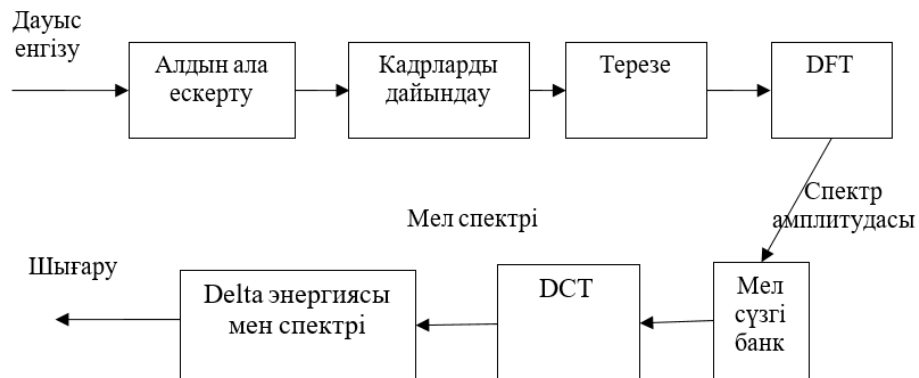 Дауыс
енгізу
Алдын ала
ескерту
Кадрларды
дайындау
Терезе
DFT
Спектр
амплитудасы
Мел спектрі
Шығару
Delta энергиясы
мен спектрі
DCT
Мел
сүзгі
банк